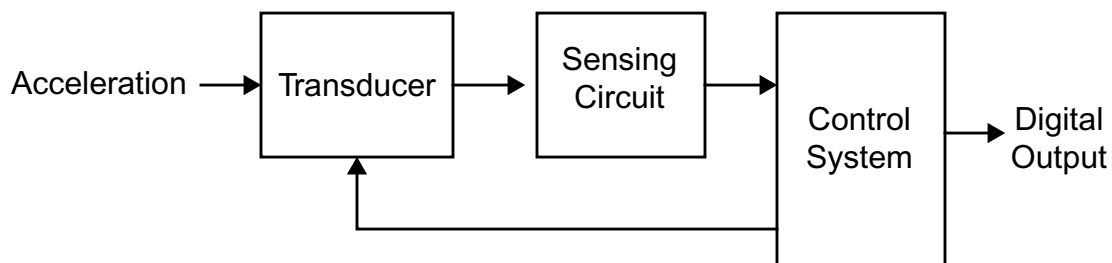 Acceleration
Transducer
Sensing
Circuit
Control
System
Digital
Output